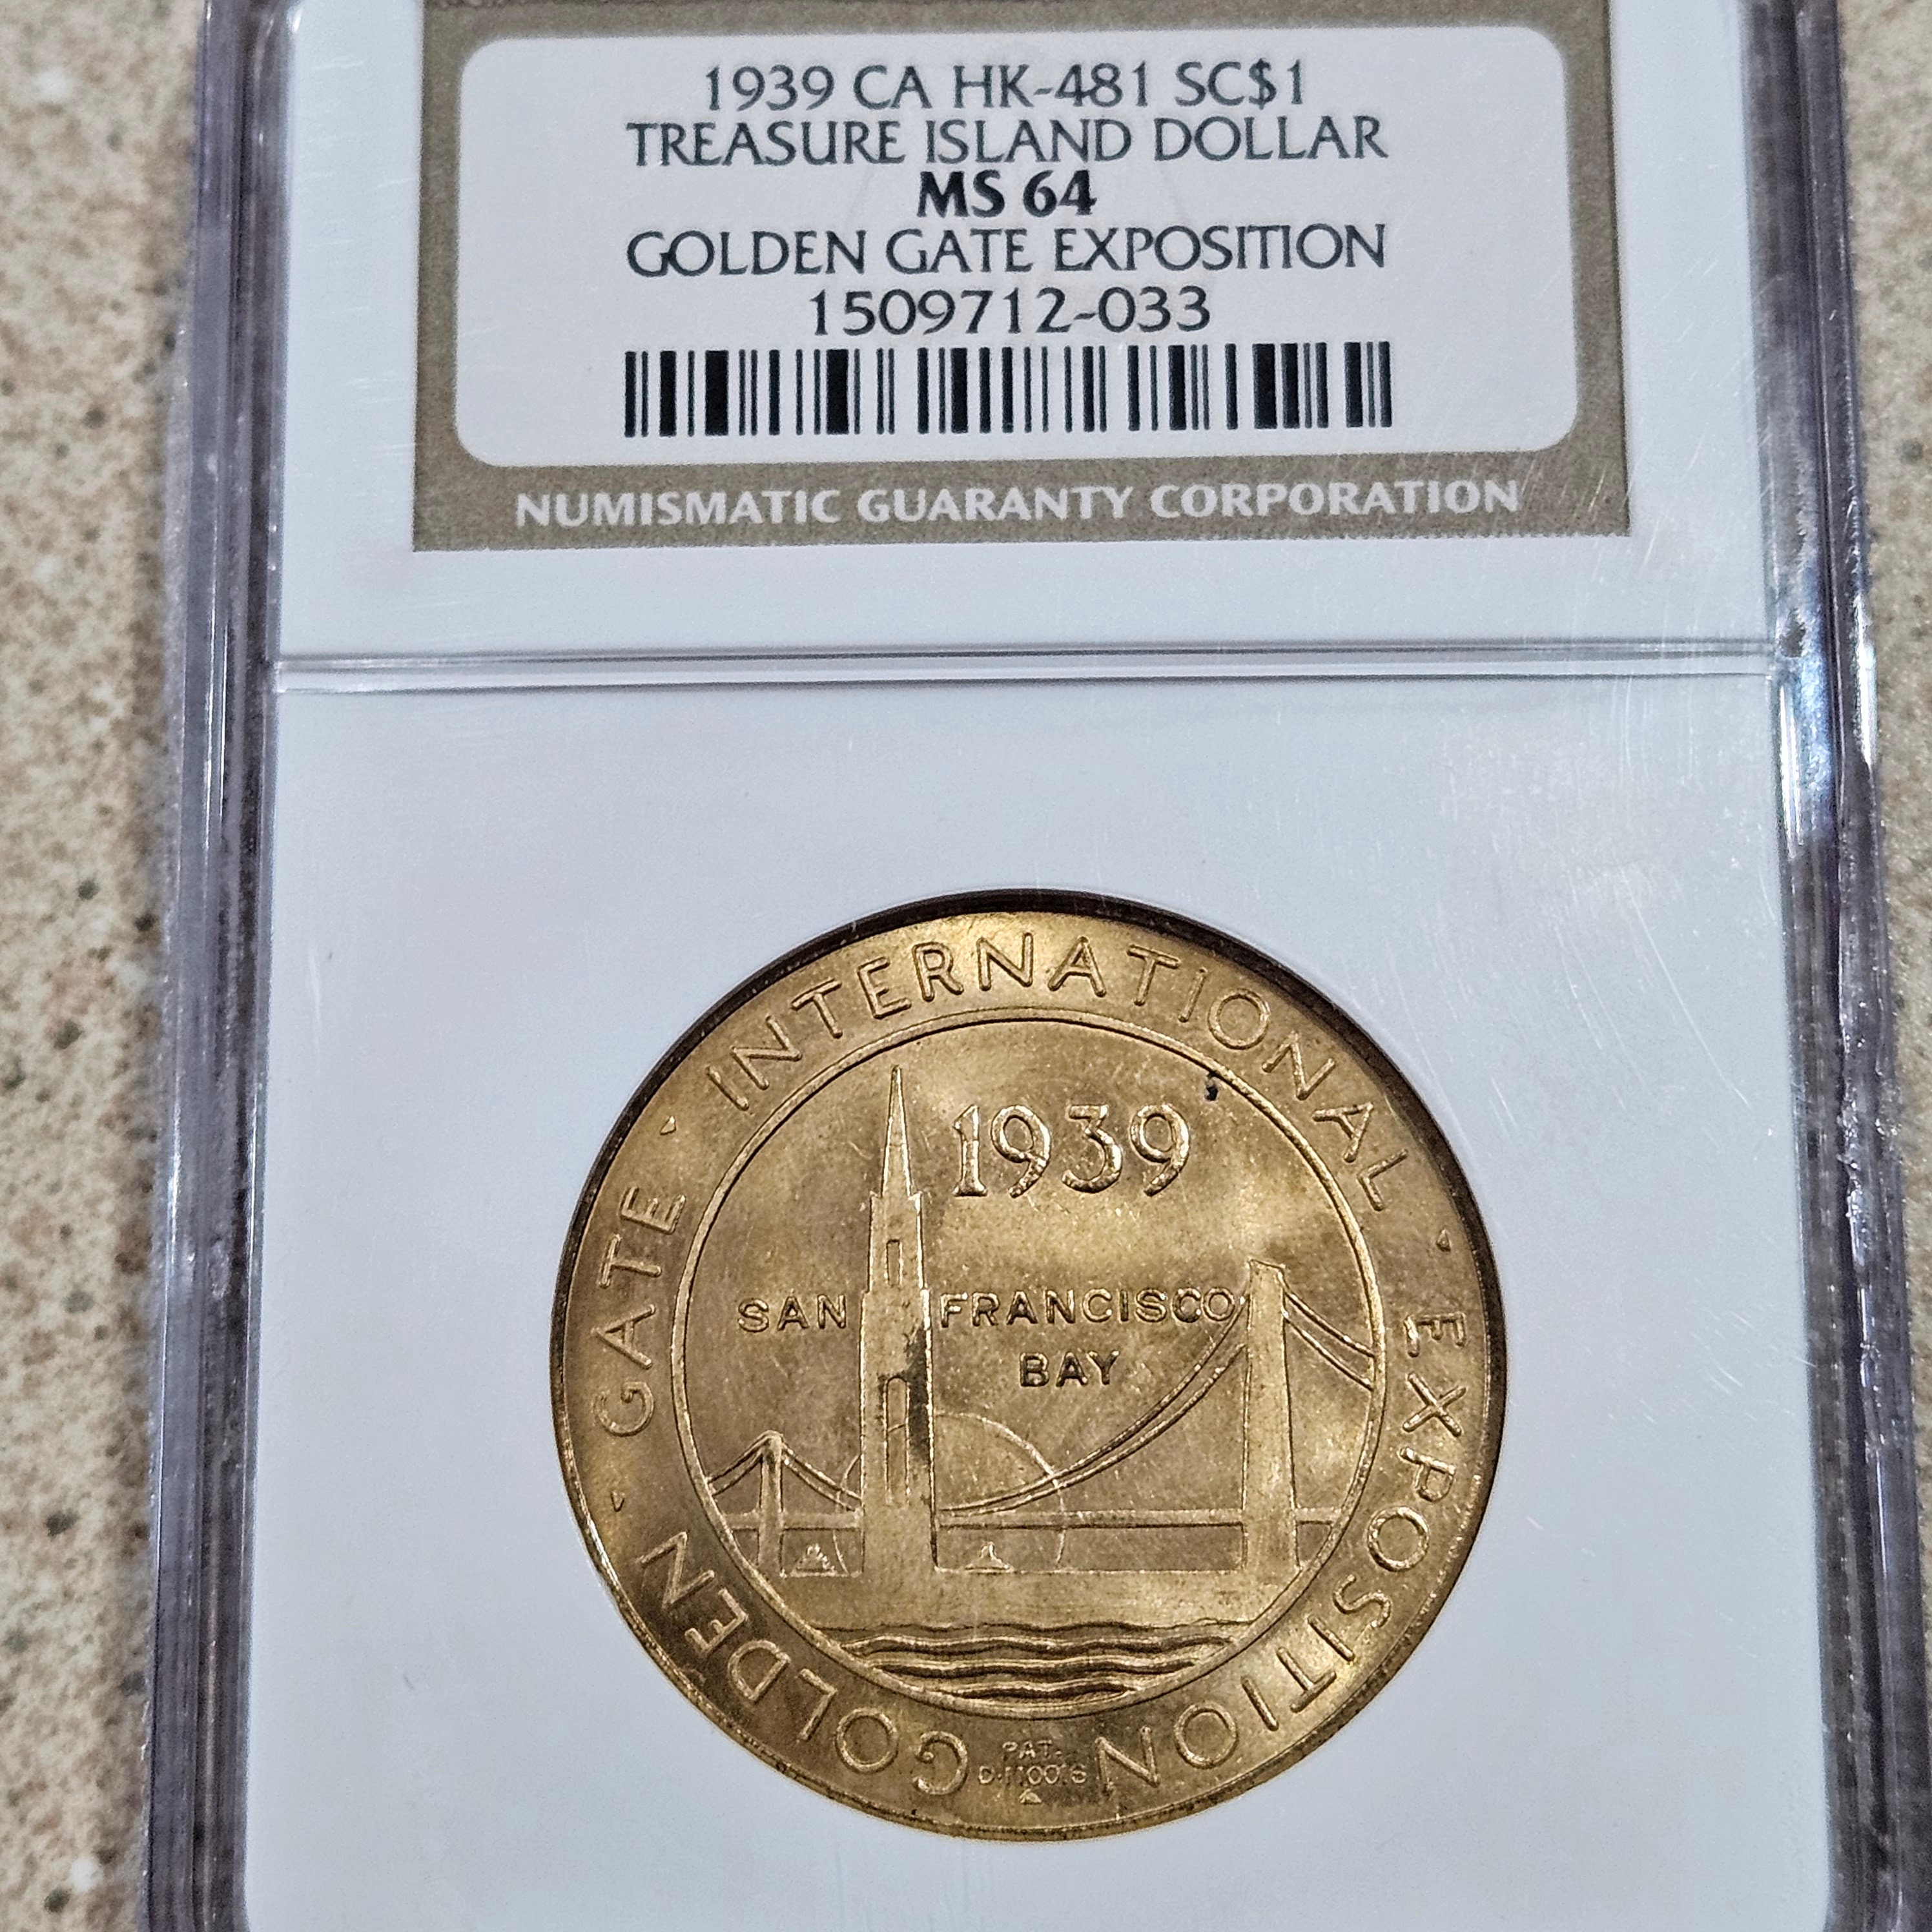 1939 CA HK-481 SC$1
TREASURE ISLAND DOLLAR
MS 64
GOLDEN GATE EXPOSITION
1509712-033
NUMISMATIC GUARANTY CORPORATION
GOLDEN · GATE · INTERNATIONAL · EXPOSITION
1939
SAN FRANCISCO
BAY
PAT.